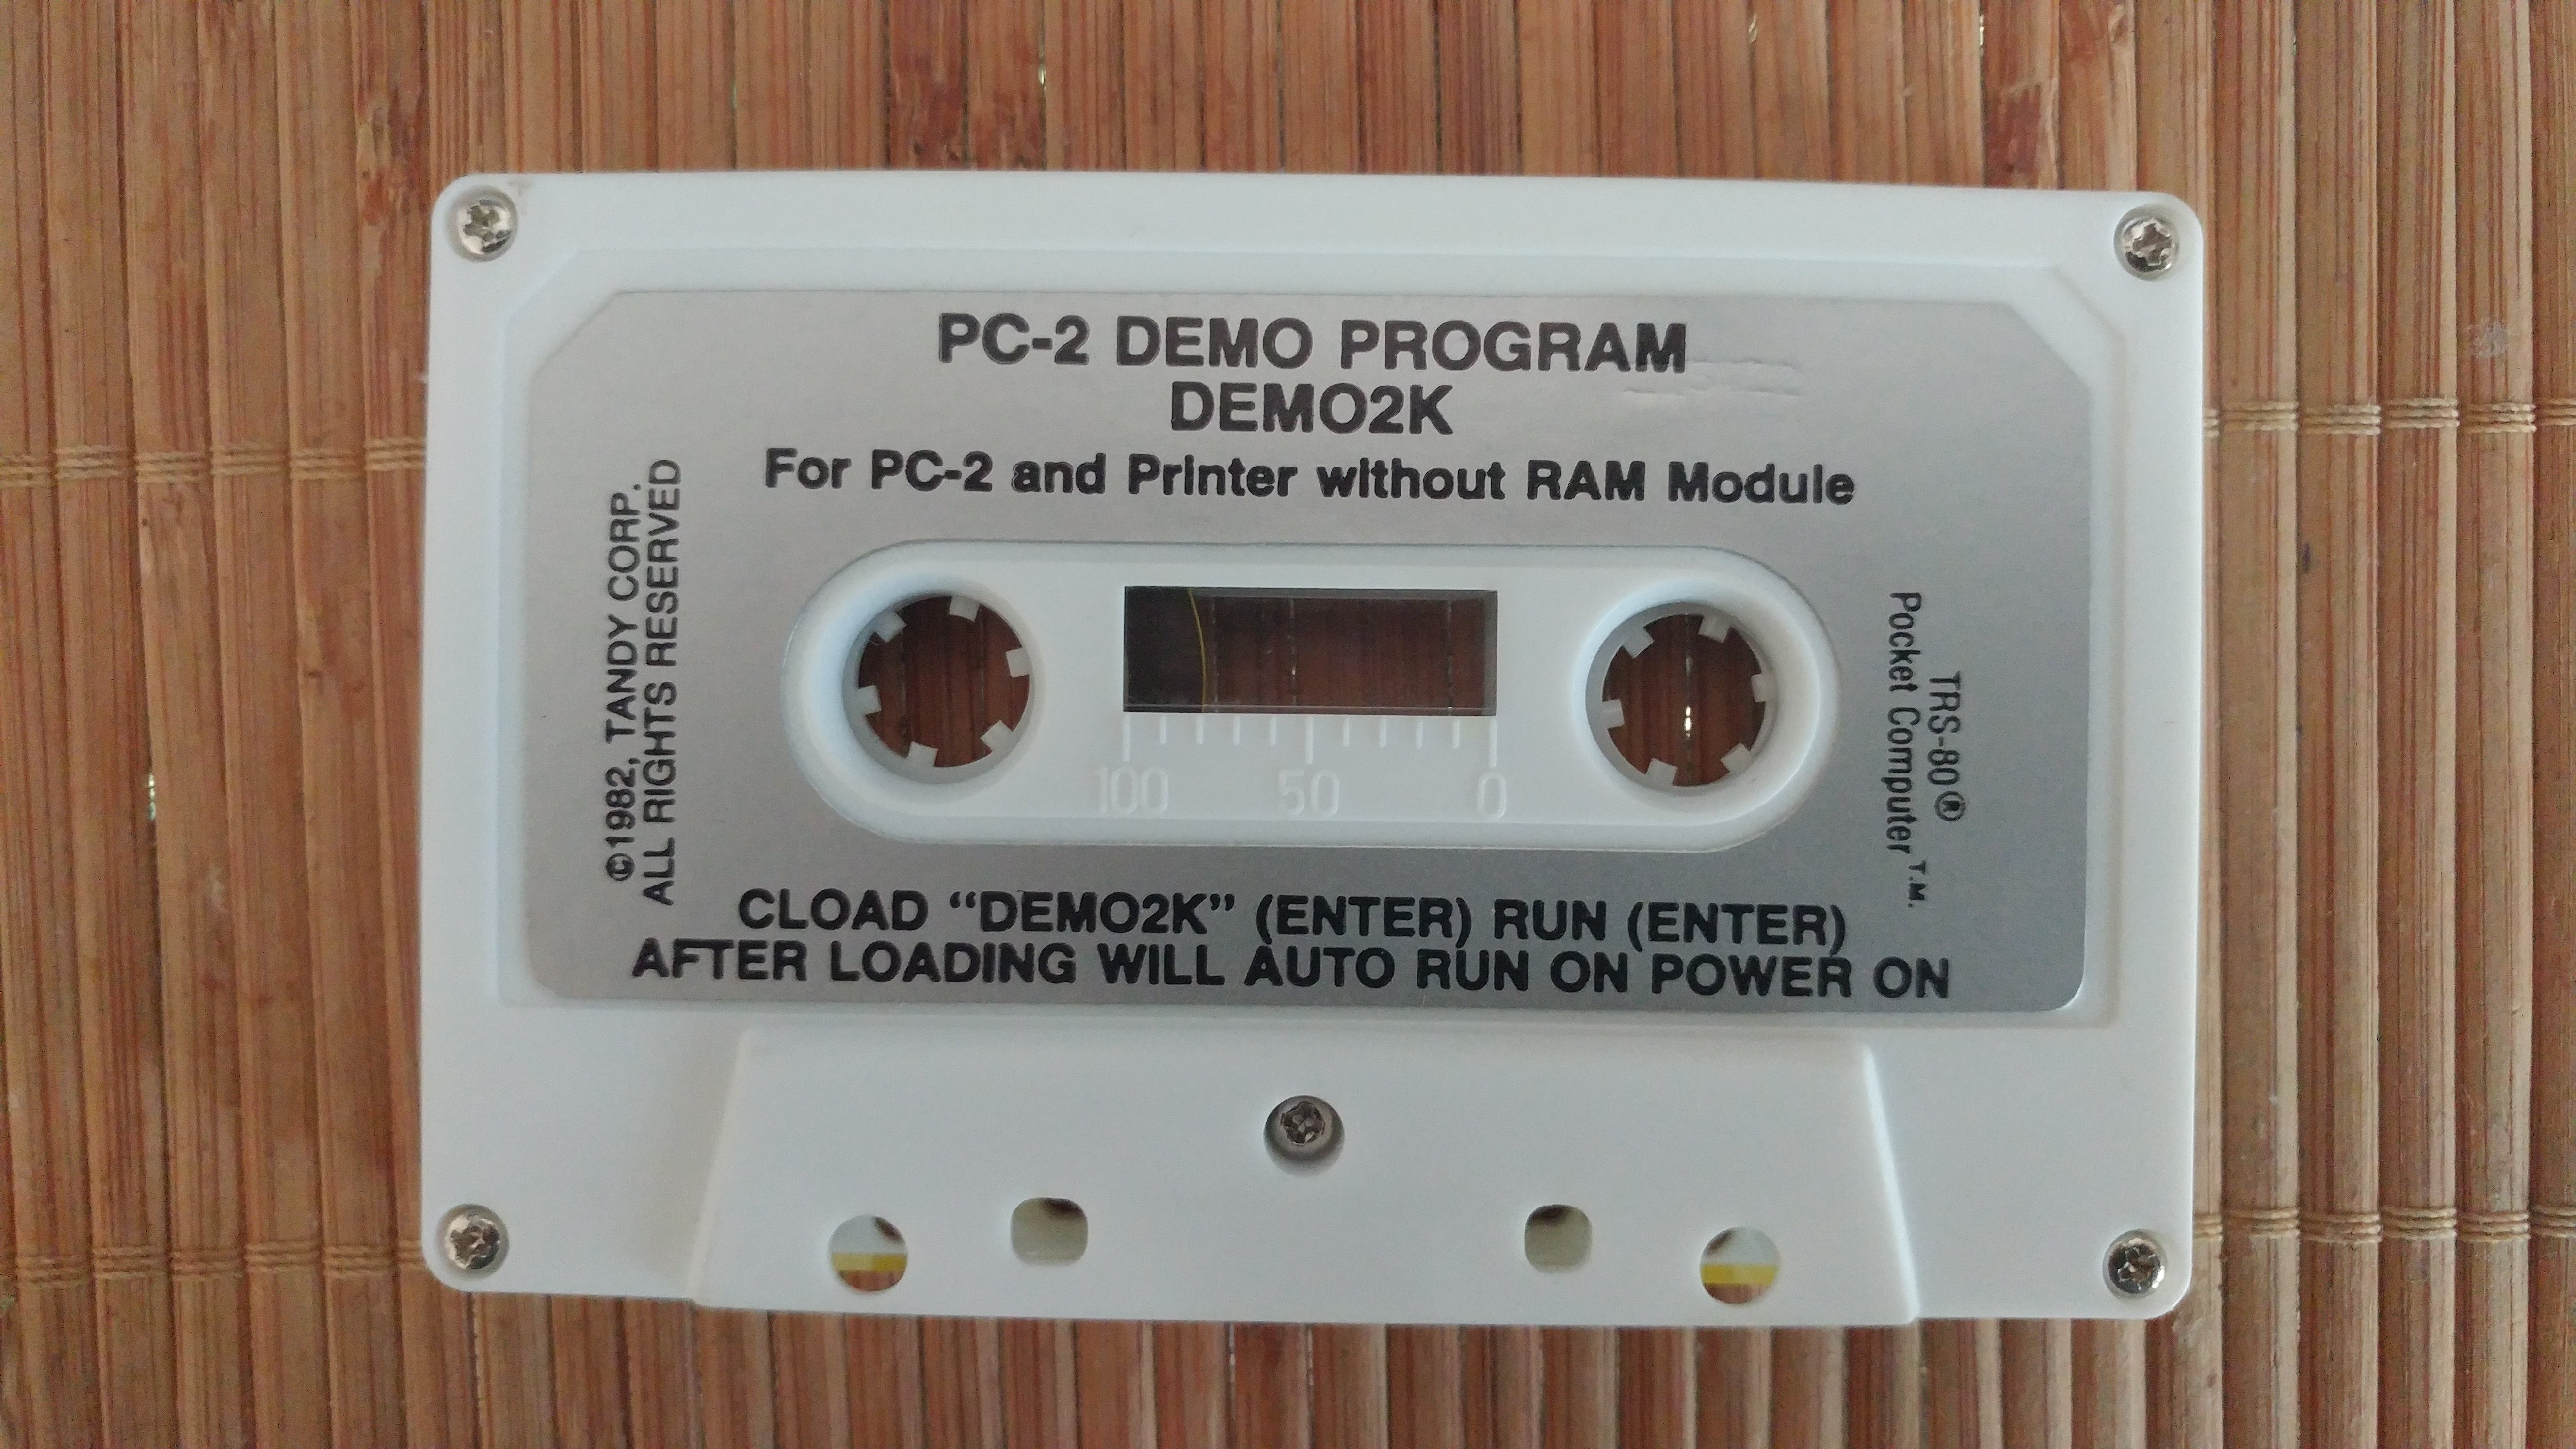 PC-2 DEMO PROGRAM
DEMO2K
For PC-2 and Printer without RAM Module
©1982, TANDY CORP.
ALL RIGHTS RESERVED
TRS-80®
Pocket Computer T.M.
100 50 0
CLOAD “DEMO2K” (ENTER) RUN (ENTER)
AFTER LOADING WILL AUTO RUN ON POWER ON